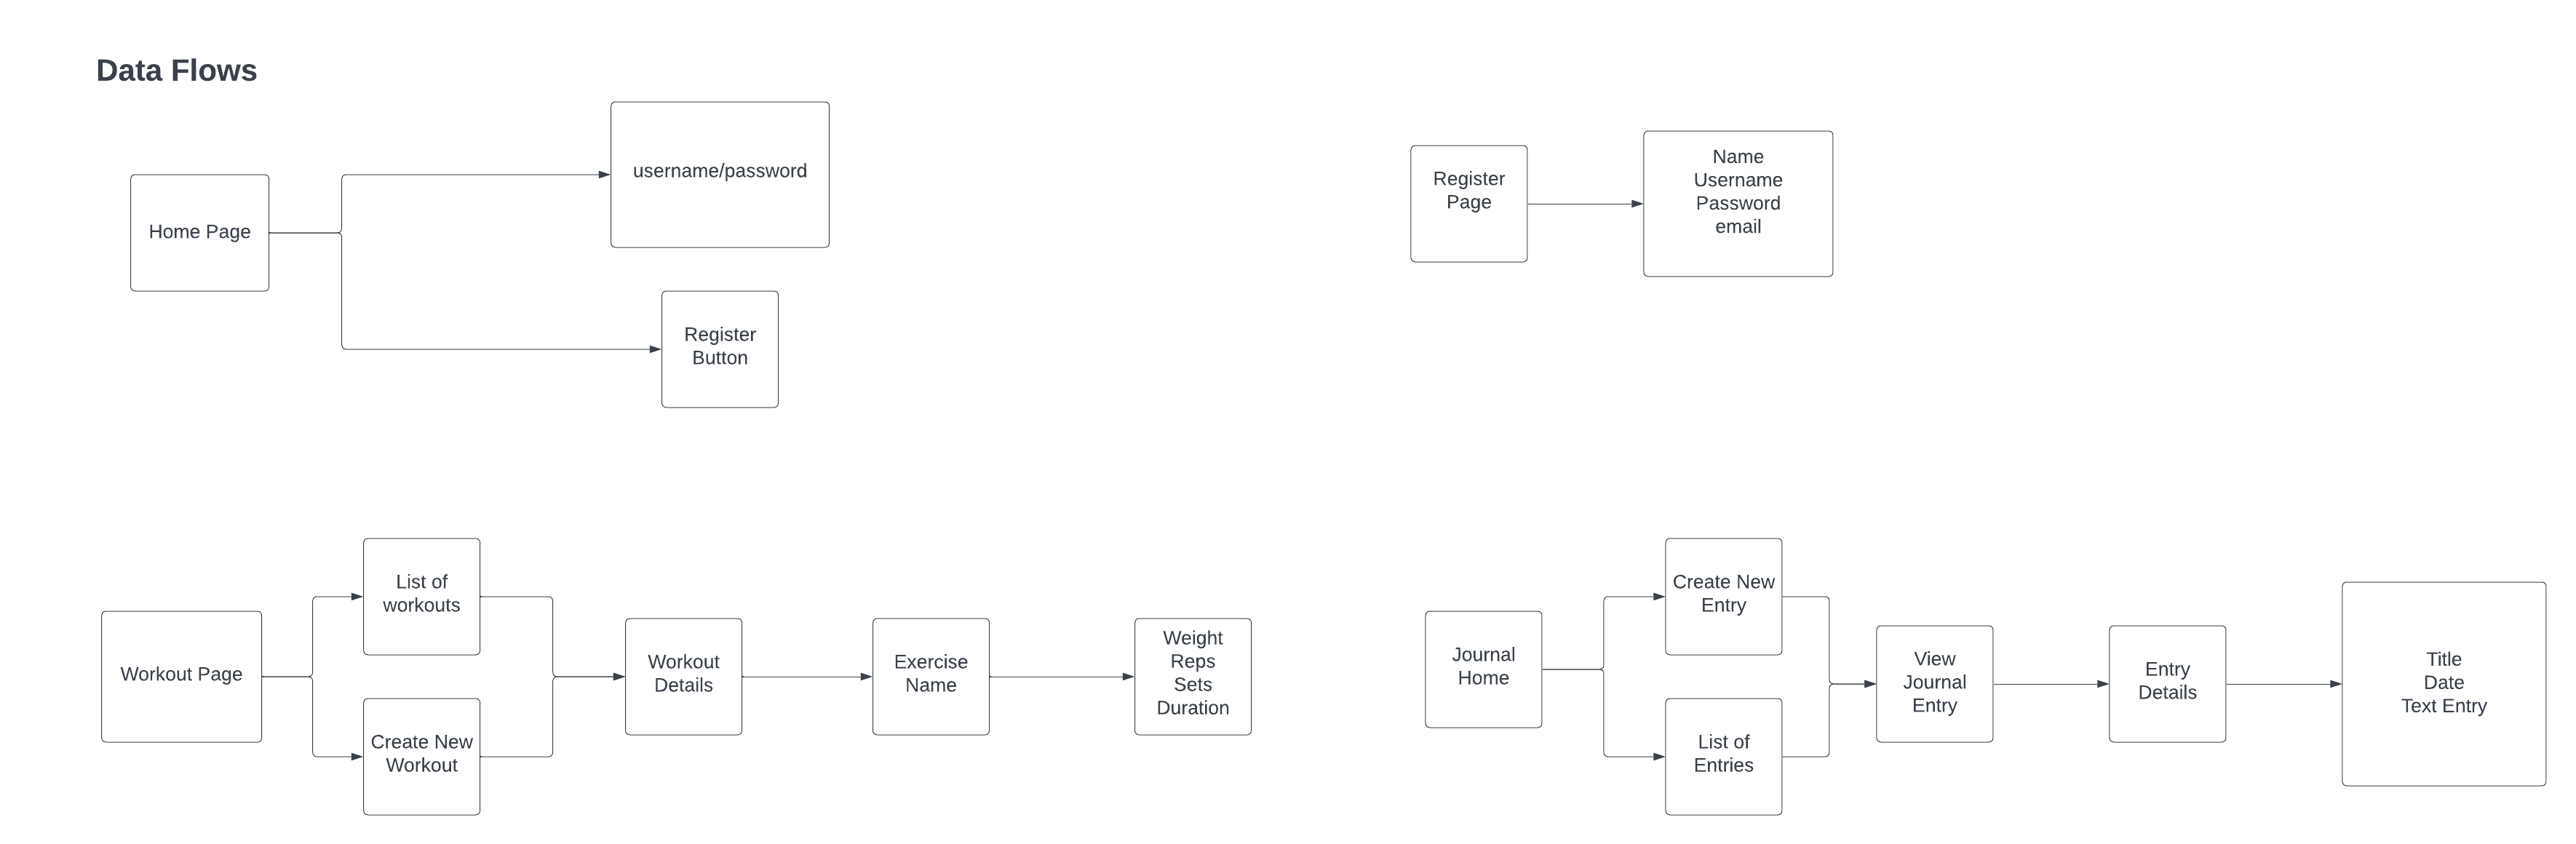 Data Flows
Home Page
username/password
Register
Button
Register
Page
Name
Username
Password
email
Workout Page
List of
workouts
Create New
Workout
Workout
Details
Exercise
Name
Weight
Reps
Sets
Duration
Journal
Home
Create New
Entry
List of
Entries
View
Journal
Entry
Entry
Details
Title
Date
Text Entry